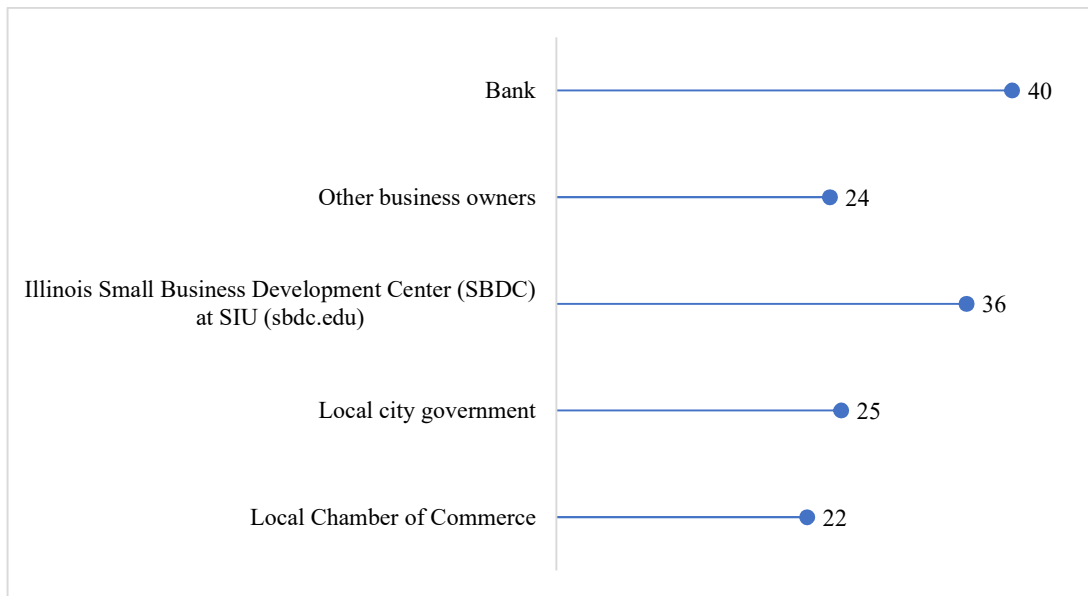 Bank
40
Other business owners
24
Illinois Small Business Development Center (SBDC)
at SIU (sbdc.edu)
36
Local city government
25
Local Chamber of Commerce
22